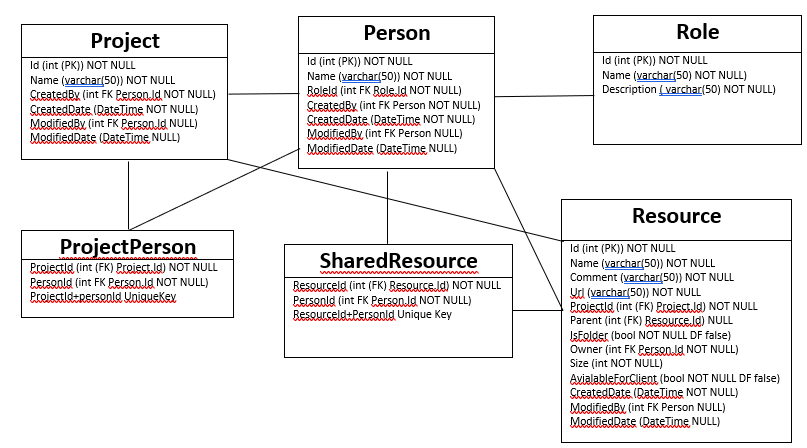 Project
Id (int (PK)) NOT NULL
Name (varchar(50)) NOT NULL
CreatedBy (int FK Person.Id NOT NULL)
CreatedDate (DateTime NOT NULL)
ModifiedBy (int FK Person.Id NULL)
ModifiedDate (DateTime NULL)
Person
Id (int (PK)) NOT NULL
Name (varchar(50)) NOT NULL
RoleId (int FK Role.Id NOT NULL)
CreatedBy (int FK Person NOT NULL)
CreatedDate (DateTime NOT NULL)
ModifiedBy (int FK Person NULL)
ModifiedDate (DateTime NULL)
Role
Id (int (PK)) NOT NULL
Name (varchar(50) NOT NULL)
Description ( varchar(50) NOT NULL)
ProjectPerson
ProjectId (int (FK) Project.Id) NOT NULL
PersonId (int FK Person.Id NOT NULL)
ProjectId+personId UniqueKey
SharedResource
ResourceId (int (FK) Resource.Id) NOT NULL
PersonId (int FK Person.Id NOT NULL)
ResourceId+PersonId Unique Key
Resource
Id (int (PK)) NOT NULL
Name (varchar(50)) NOT NULL
Comment (varchar(50)) NOT NULL
Url (varchar(50)) NOT NULL
ProjectId (int (FK) Project.Id) NOT NULL
Parent (int (FK) Resource.Id) NULL
IsFolder (bool NOT NULL DF false)
Owner (int FK Person.Id NOT NULL)
Size (int NOT NULL)
AvialableForClient (bool NOT NULL DF false)
CreatedDate (DateTime NOT NULL)
ModifiedBy (int FK Person NULL)
ModifiedDate (DateTime NULL)